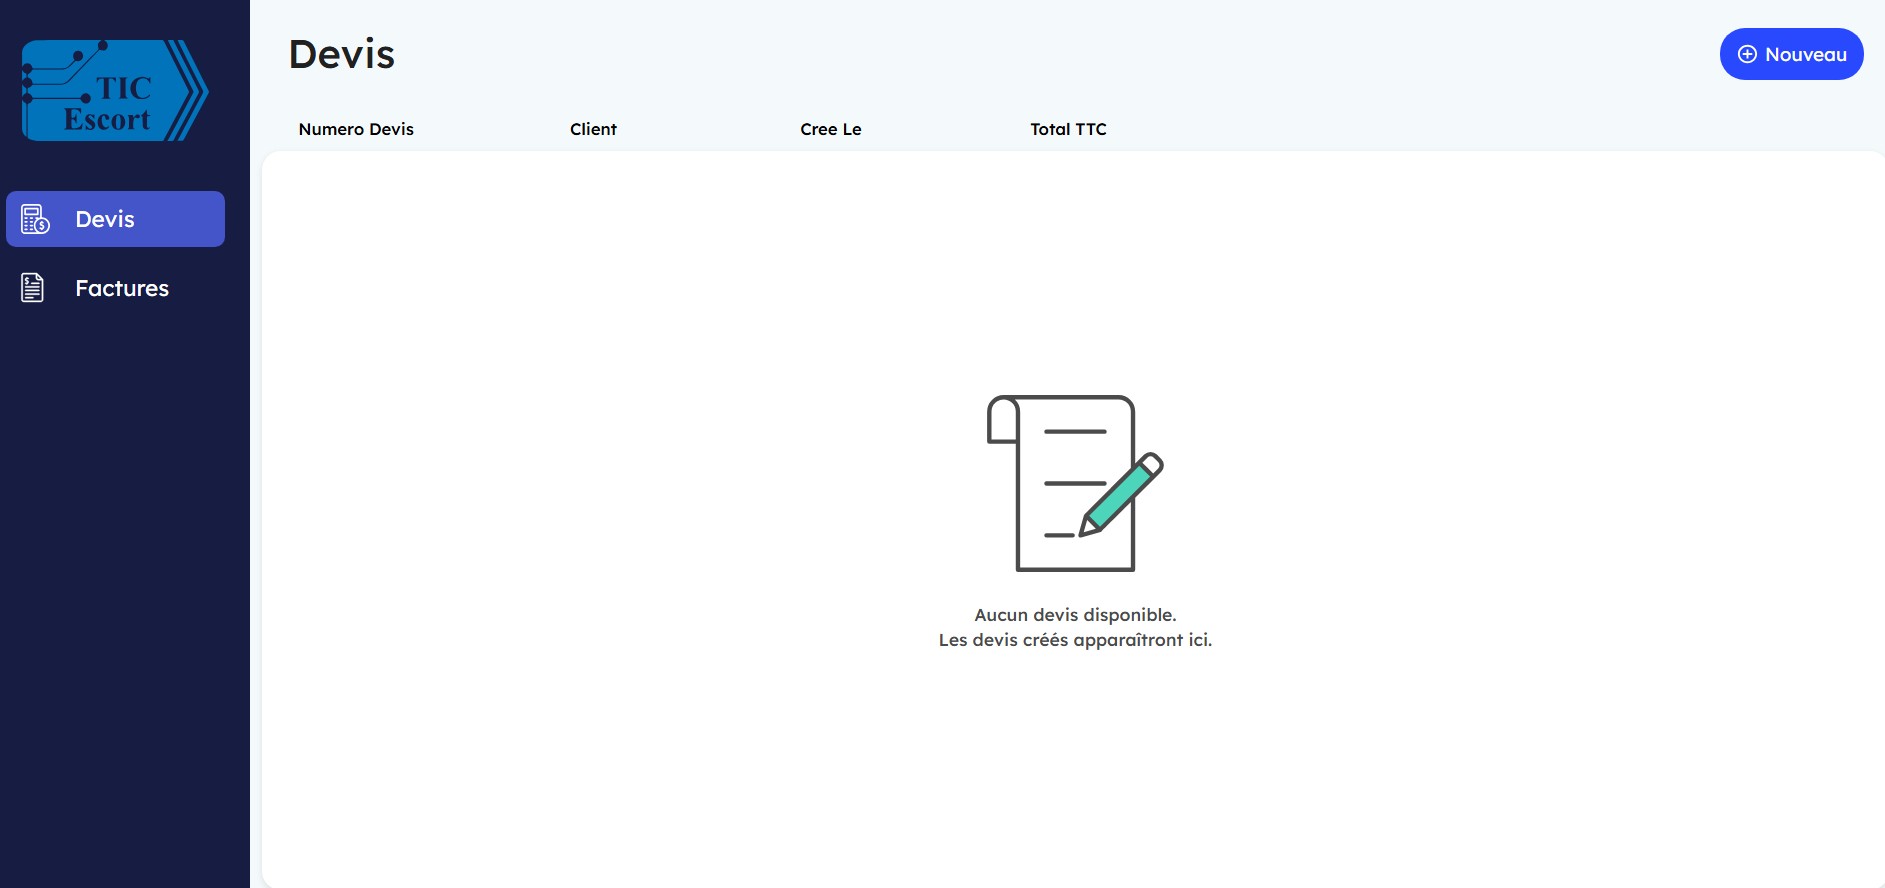 TIC
Escort
Devis
Factures
Devis
Nouveau
Numero Devis Client Cree Le Total TTC
Aucun devis disponible.
Les devis créés apparaîtront ici.